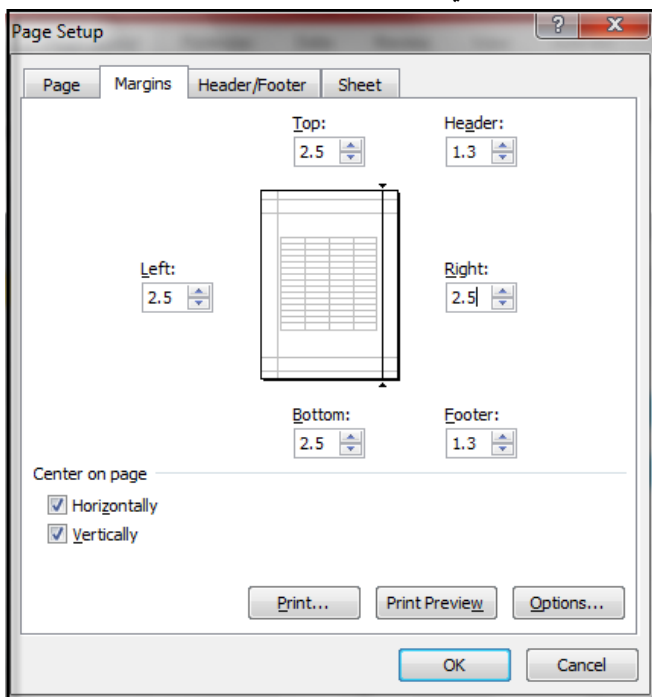 Page Setup
Page Margins Header/Footer Sheet
Top: Header:
2.5 1.3
Left: Right:
2.5 2.5
Bottom: Footer:
2.5 1.3
Center on page
Horizontally
Vertically
Print... Print Preview Options...
OK Cancel